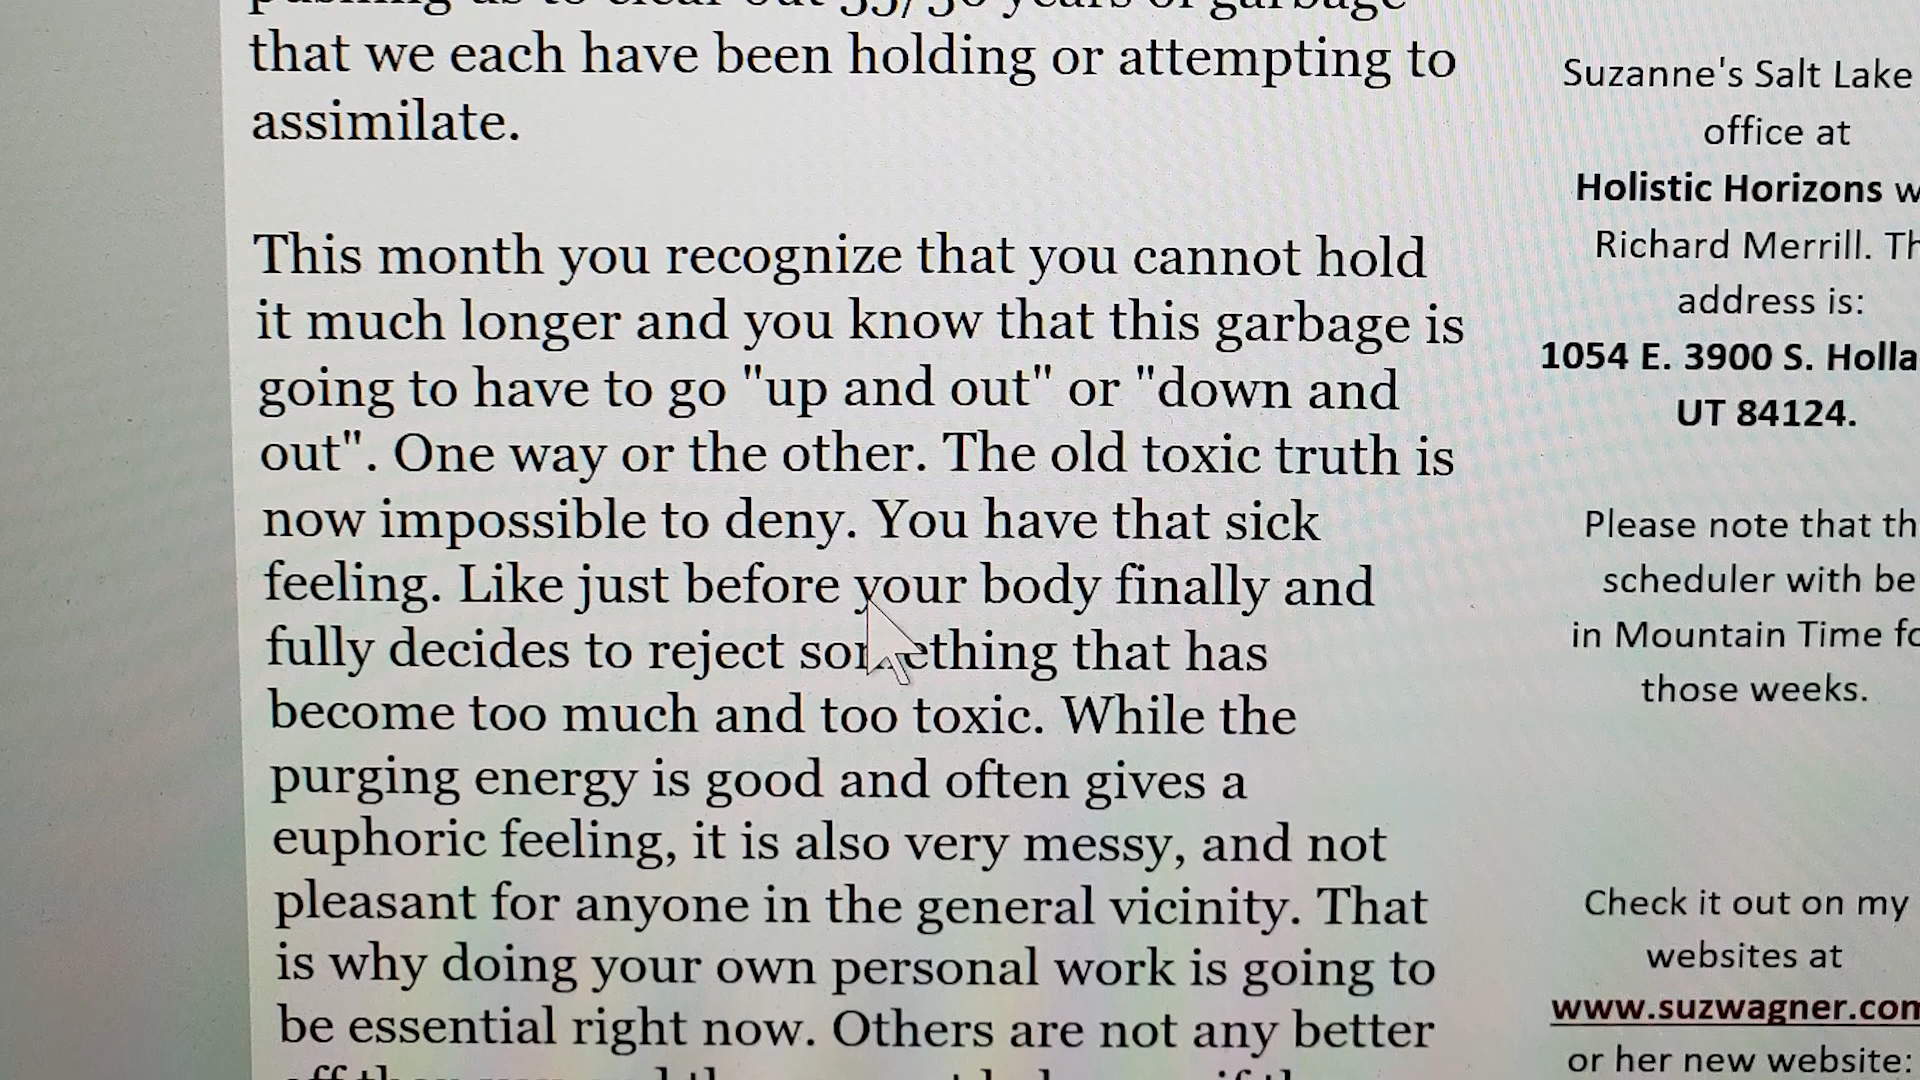 that we each have been holding or attempting to
assimilate.
This month you recognize that you cannot hold
it much longer and you know that this garbage is
going to have to go "up and out" or "down and
out". One way or the other. The old toxic truth is
now impossible to deny. You have that sick
feeling. Like just before your body finally and
fully decides to reject something that has
become too much and too toxic. While the
purging energy is good and often gives a
euphoric feeling, it is also very messy, and not
pleasant for anyone in the general vicinity. That
is why doing your own personal work is going to
be essential right now. Others are not any better
Suzanne's Salt Lake
office at
Holistic Horizons w
Richard Merrill. Th
address is:
1054 E. 3900 S. Holla
UT 84124.
Please note that th
scheduler with be
in Mountain Time fo
those weeks.
Check it out on my
websites at
www.suzwagner.com
or her new website: